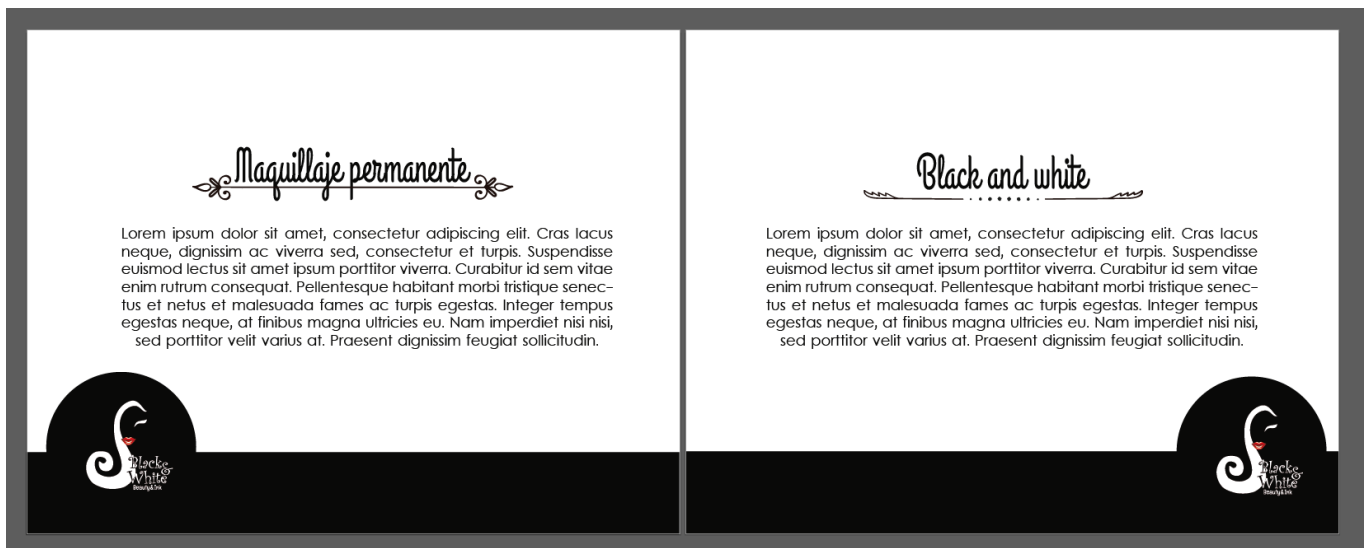 Maquillaje permanente
Lorem ipsum dolor sit amet, consectetur adipiscing elit. Cras lacus
neque, dignissim ac viverra sed, consectetur et turpis. Suspendisse
euismod lectus sit amet ipsum porttitor viverra. Curabitur id sem vitae
enim rutrum consequat. Pellentesque habitant morbi tristique senec-
tus et netus et malesuada fames ac turpis egestas. Integer tempus
egestas neque, at finibus magna ultricies eu. Nam imperdiet nisi nisi,
sed porttitor velit varius at. Praesent dignissim feugiat sollicitudin.
Black&
White
Beauty&Ink
Black and white
Lorem ipsum dolor sit amet, consectetur adipiscing elit. Cras lacus
neque, dignissim ac viverra sed, consectetur et turpis. Suspendisse
euismod lectus sit amet ipsum porttitor viverra. Curabitur id sem vitae
enim rutrum consequat. Pellentesque habitant morbi tristique senec-
tus et netus et malesuada fames ac turpis egestas. Integer tempus
egestas neque, at finibus magna ultricies eu. Nam imperdiet nisi nisi,
sed porttitor velit varius at. Praesent dignissim feugiat sollicitudin.
Black&
White
Beauty&Ink